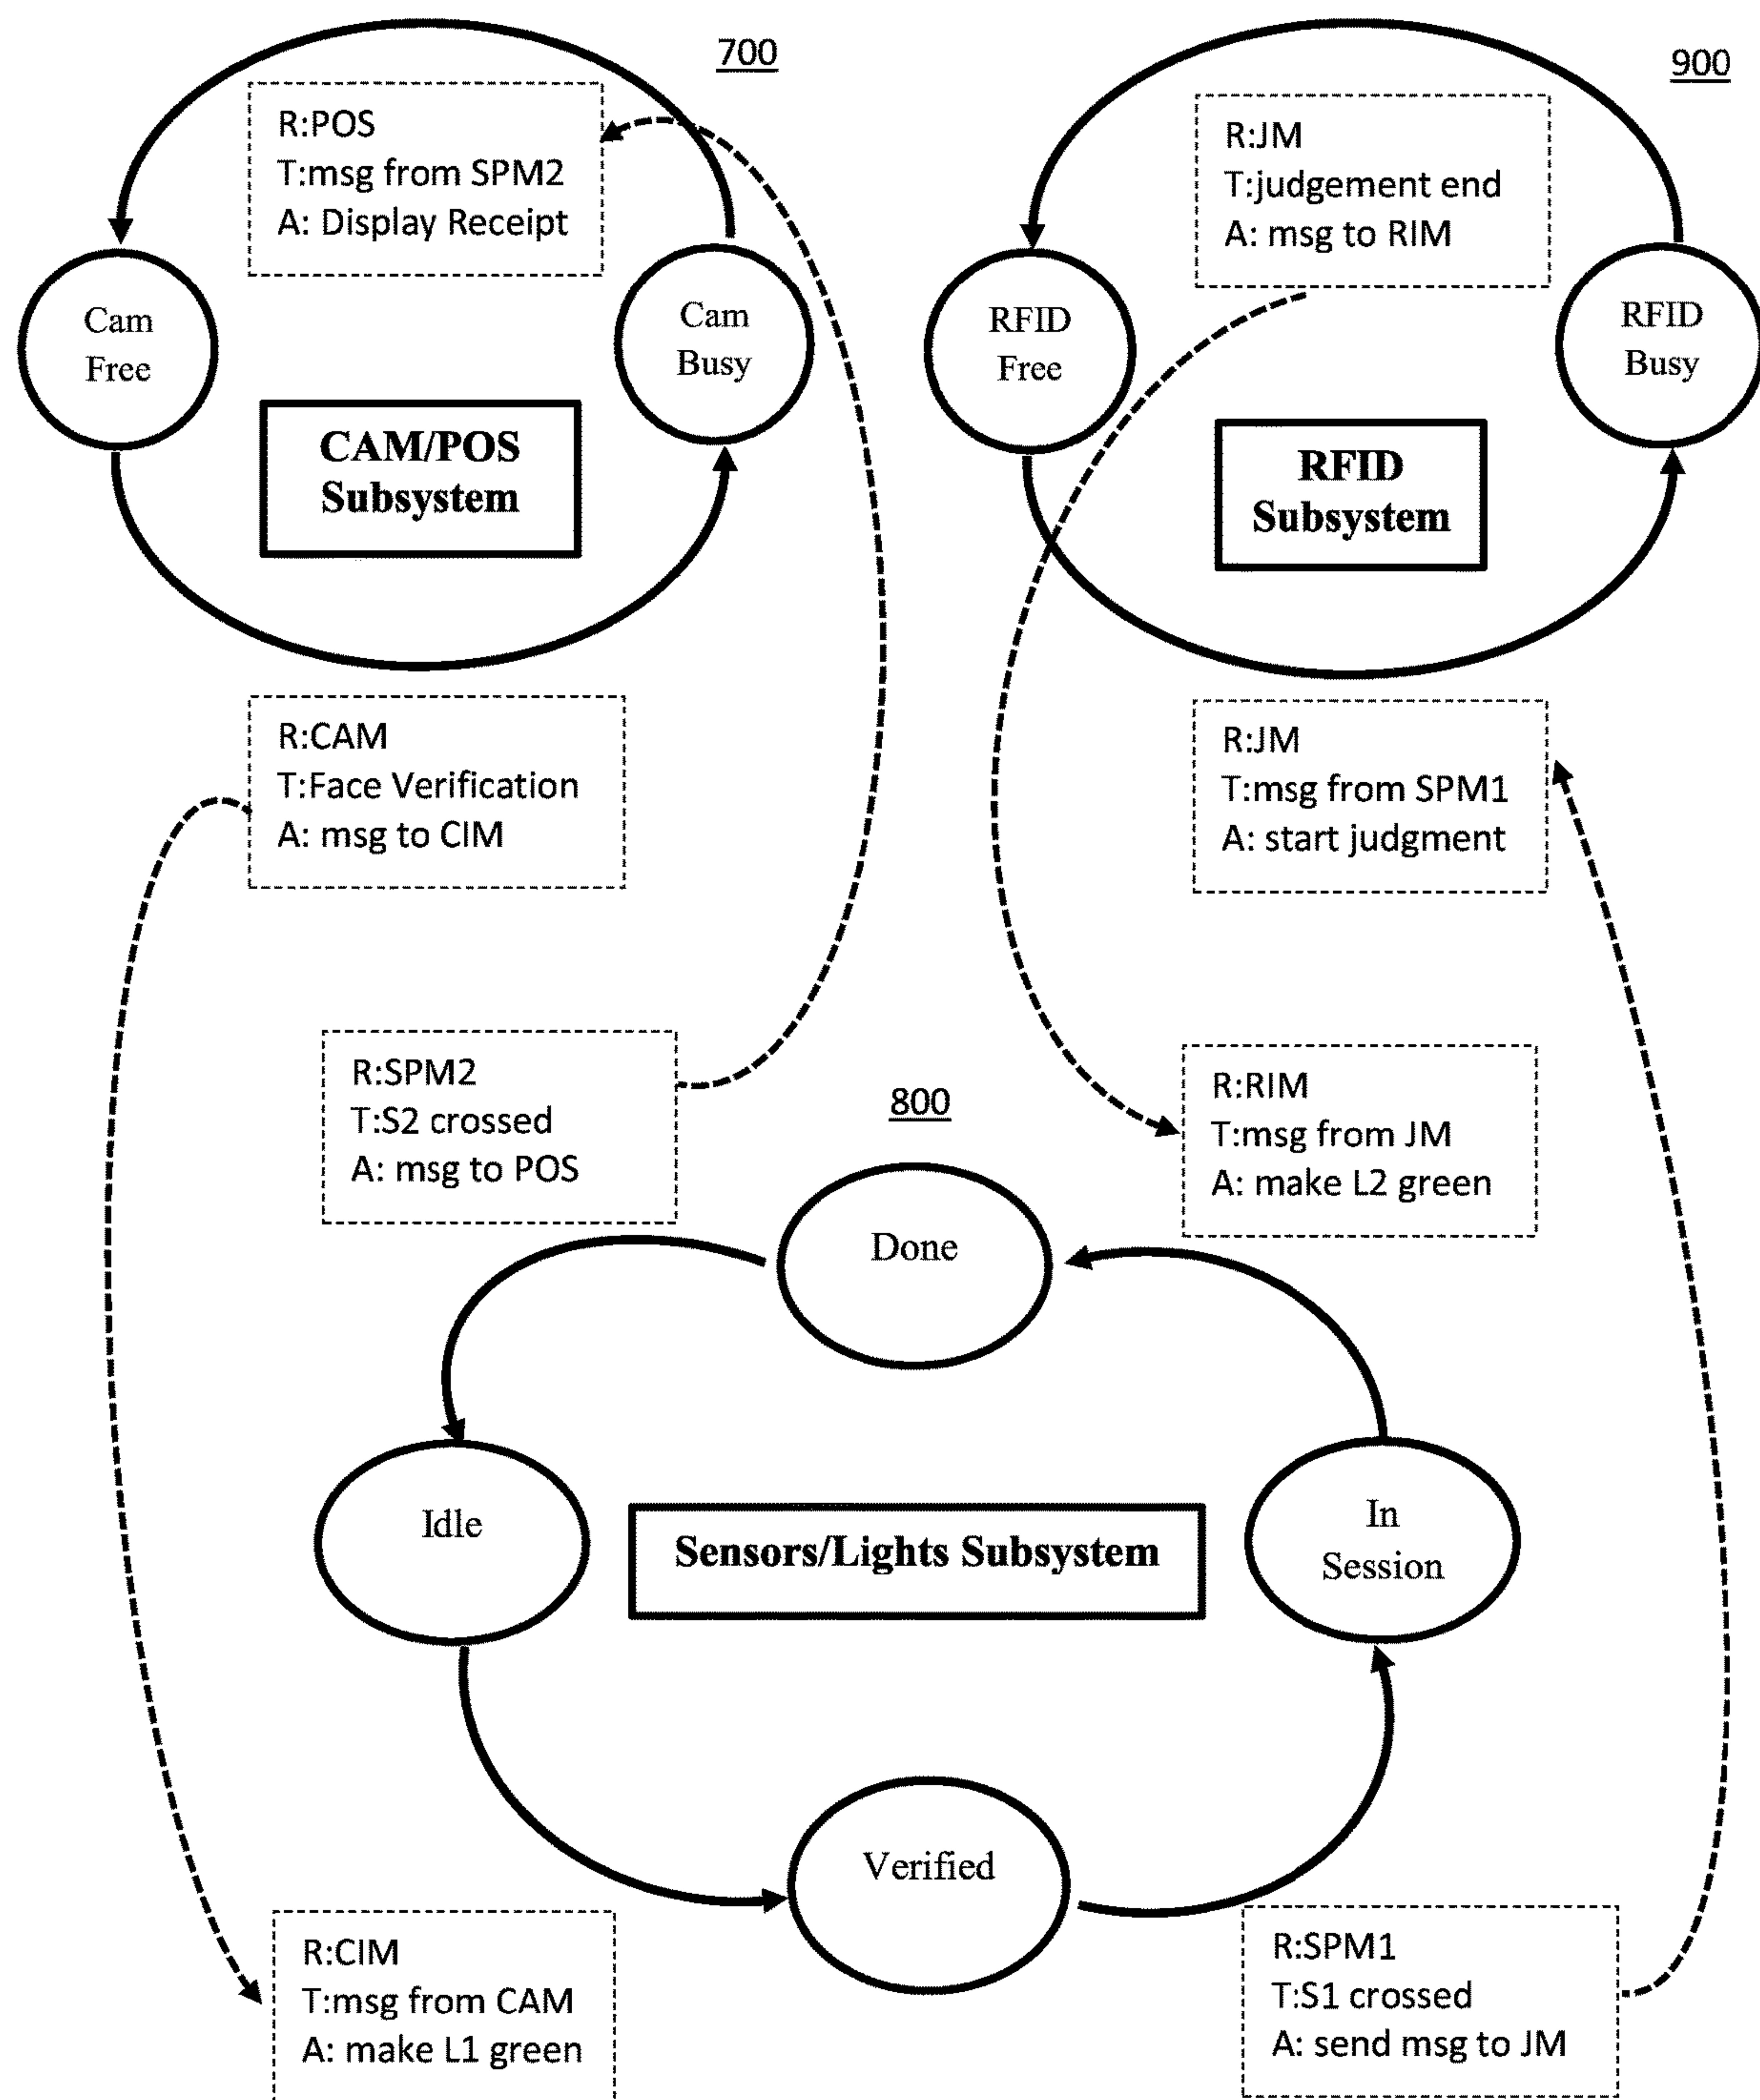 700
900
R:POS
T:msg from SPM2
A: Display Receipt
R:JM
T:judgement end
A: msg to RIM
Cam
Free
Cam
Busy
RFID
Free
RFID
Busy
CAM/POS
Subsystem
RFID
Subsystem
R:CAM
T:Face Verification
A: msg to CIM
R:JM
T:msg from SPM1
A: start judgment
R:SPM2
T:S2 crossed
A: msg to POS
800
R:RIM
T:msg from JM
A: make L2 green
Done
Idle
Sensors/Lights Subsystem
In
Session
Verified
R:CIM
T:msg from CAM
A: make L1 green
R:SPM1
T:S1 crossed
A: send msg to JM